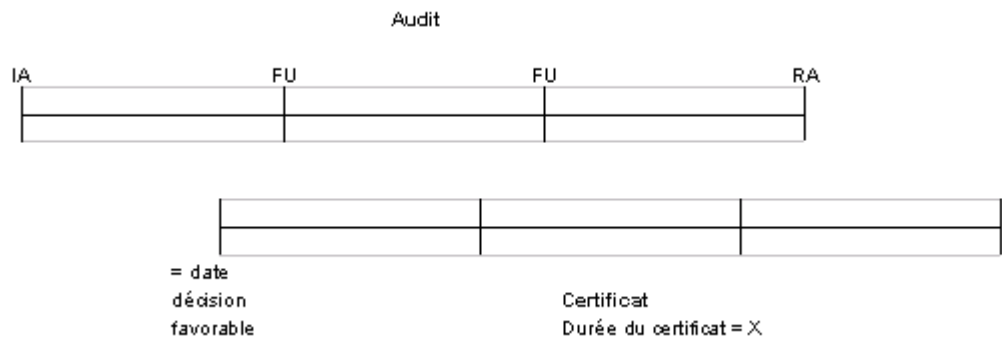 Audit
IA FU FU RA
= date
décision
favorable
Certificat
Durée du certificat = X